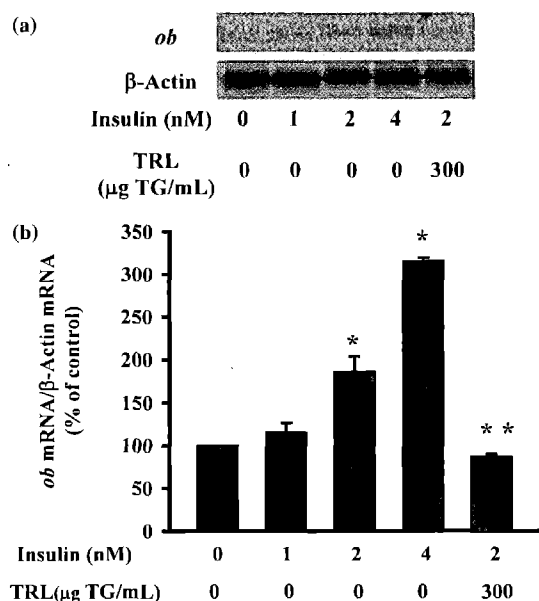 (a)
ob
β-Actin
Insulin (nM) 0 1 2 4 2
TRL
(μg TG/mL) 0 0 0 0 300
(b)
ob mRNA/β-Actin mRNA
(% of control)
350
300
250
200
150
100
50
0
*
*
**
Insulin (nM) 0 1 2 4 2
TRL(μg TG/mL) 0 0 0 0 300